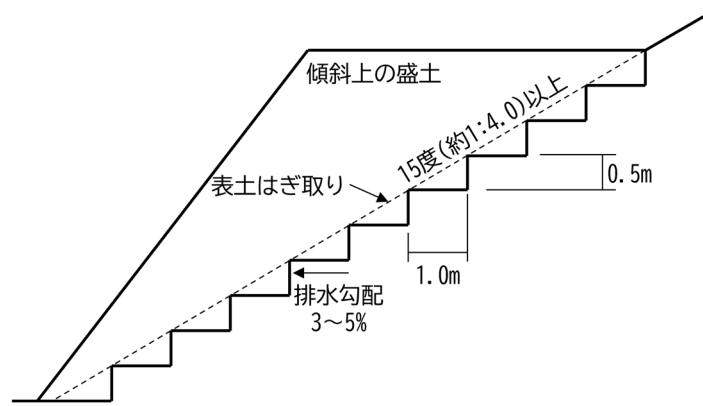 傾斜上の盛土
15度(約1:4.0)以上
表土はぎ取り
0.5m
1.0m
排水勾配
3～5%